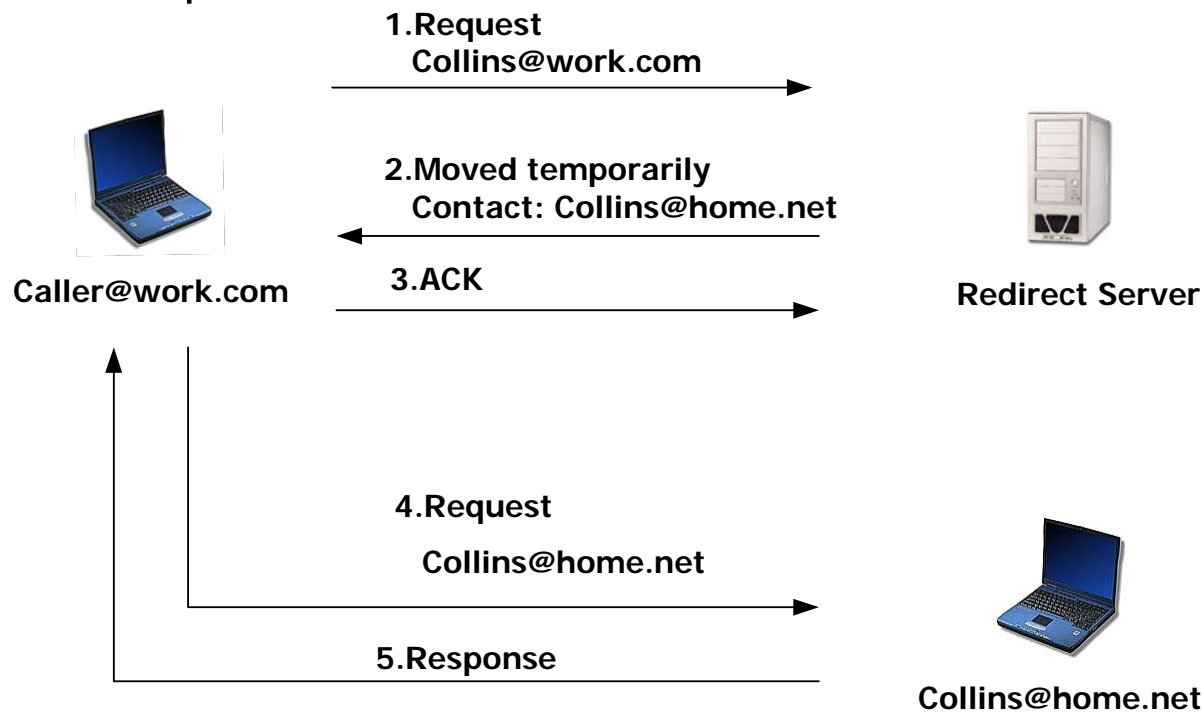 1.Request
Collins@work.com
2.Moved temporarily
Contact: Collins@home.net
Caller@work.com
3.ACK
Redirect Server
4.Request
Collins@home.net
5.Response
Collins@home.net